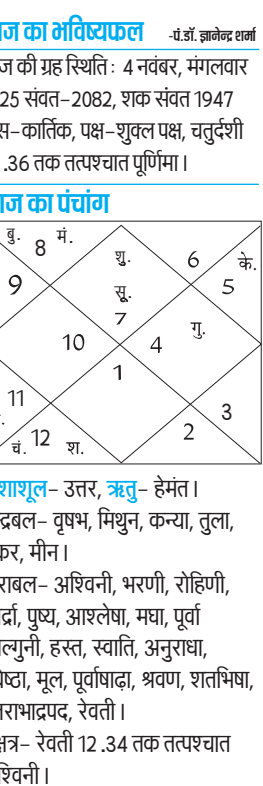 ज का भविष्यफल -पं.डॉ. ज्ञानेन्द्र शर्मा
ज की ग्रह स्थिति : 4 नवंबर, मंगलवार
25 संवत-2082, शक संवत 1947
स-कार्तिक, पक्ष-शुक्ल पक्ष, चतुर्दशी
.36 तक तत्पश्चात पूर्णिमा।
ज का पंचांग
बु. 8 मं.
शु. 6 के.
9 सू. 5
7 गु.
10 4
1
11 3
चं. 12 श. 2
शाशूल- उत्तर, ऋतु- हेमंत।
द्रबल- वृषभ, मिथुन, कन्या, तुला,
कर, मीन।
राबल- अश्विनी, भरणी, रोहिणी,
र्द्रा, पुष्य, आश्लेषा, मघा, पूर्वा
ल्गुनी, हस्त, स्वाति, अनुराधा,
येष्ठा, मूल, पूर्वाषाढ़ा, श्रवण, शतभिषा,
तराभाद्रपद, रेवती।
क्षत्र- रेवती 12.34 तक तत्पश्चात
श्विनी।